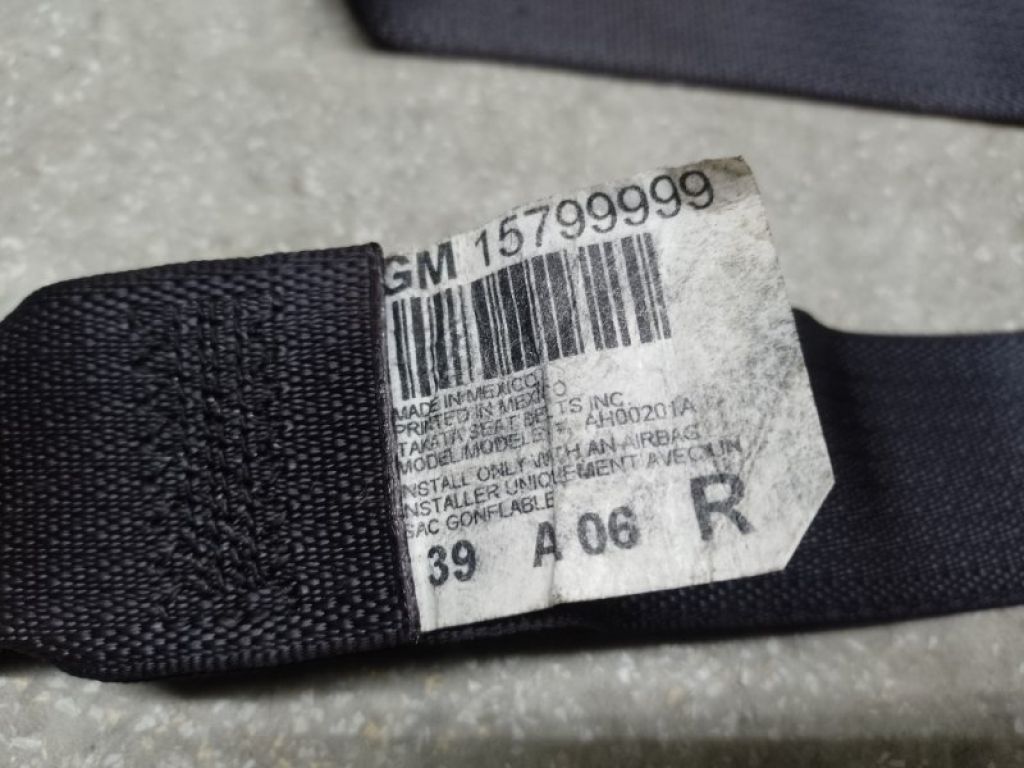 GM 15799999
MADE IN MEXICO
PRINTED IN MEXICO
TAKATA SEAT BELTS INC.
MODEL/MODELE AH00201A
INSTALL ONLY WITH AN AIRBAG
INSTALLER UNIQUEMENT AVEC UN
SAC GONFLABLE
39 A 06 R